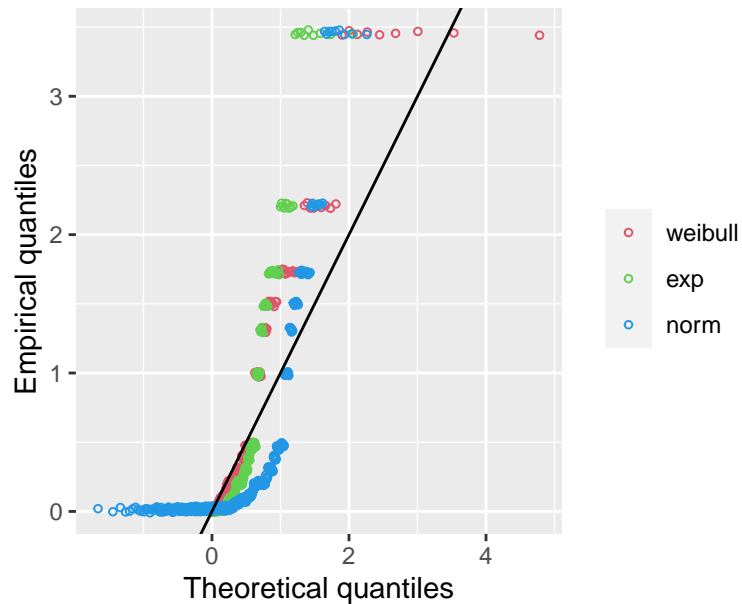 3
2
1
0
Empirical quantiles
0
2
4
Theoretical quantiles
weibull
exp
norm